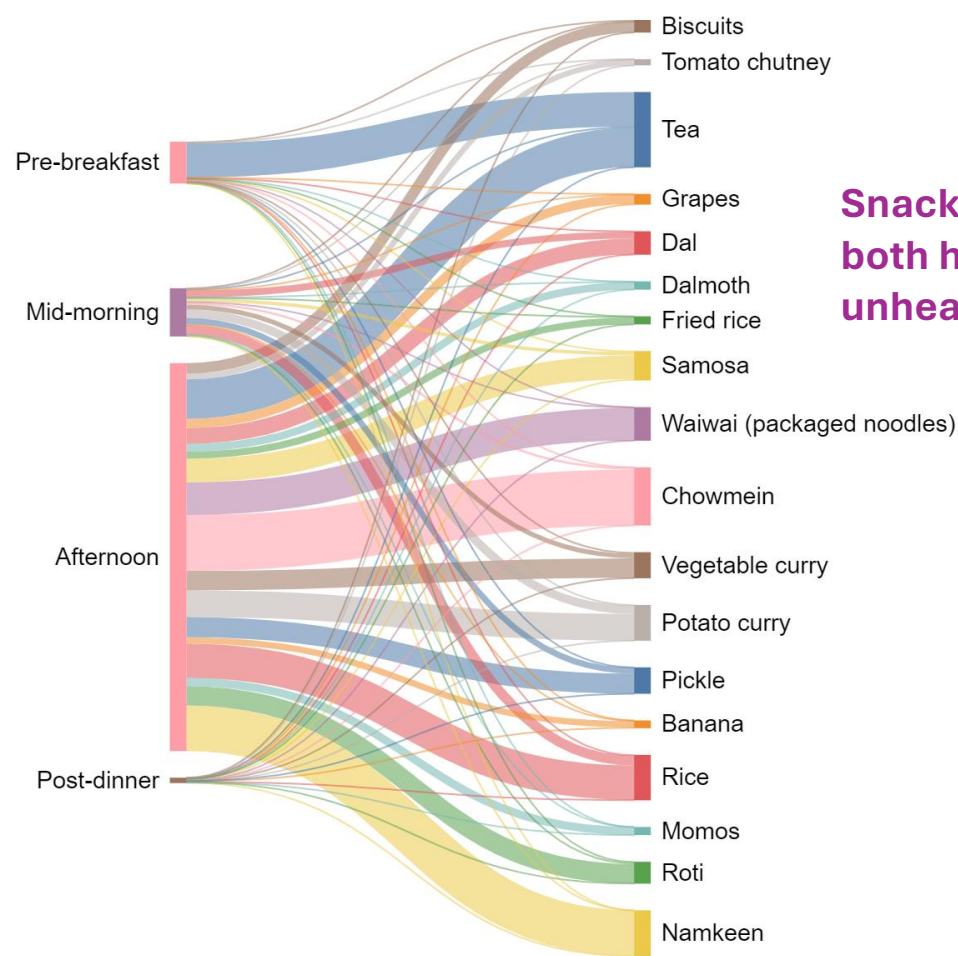 Pre-breakfast
Mid-morning
Afternoon
Post-dinner
Biscuits
Tomato chutney
Tea
Grapes
Dal
Dalmoth
Fried rice
Samosa
Waiwai (packaged noodles)
Chowmein
Vegetable curry
Potato curry
Pickle
Banana
Rice
Momos
Roti
Namkeen
Snack
both h
unhea